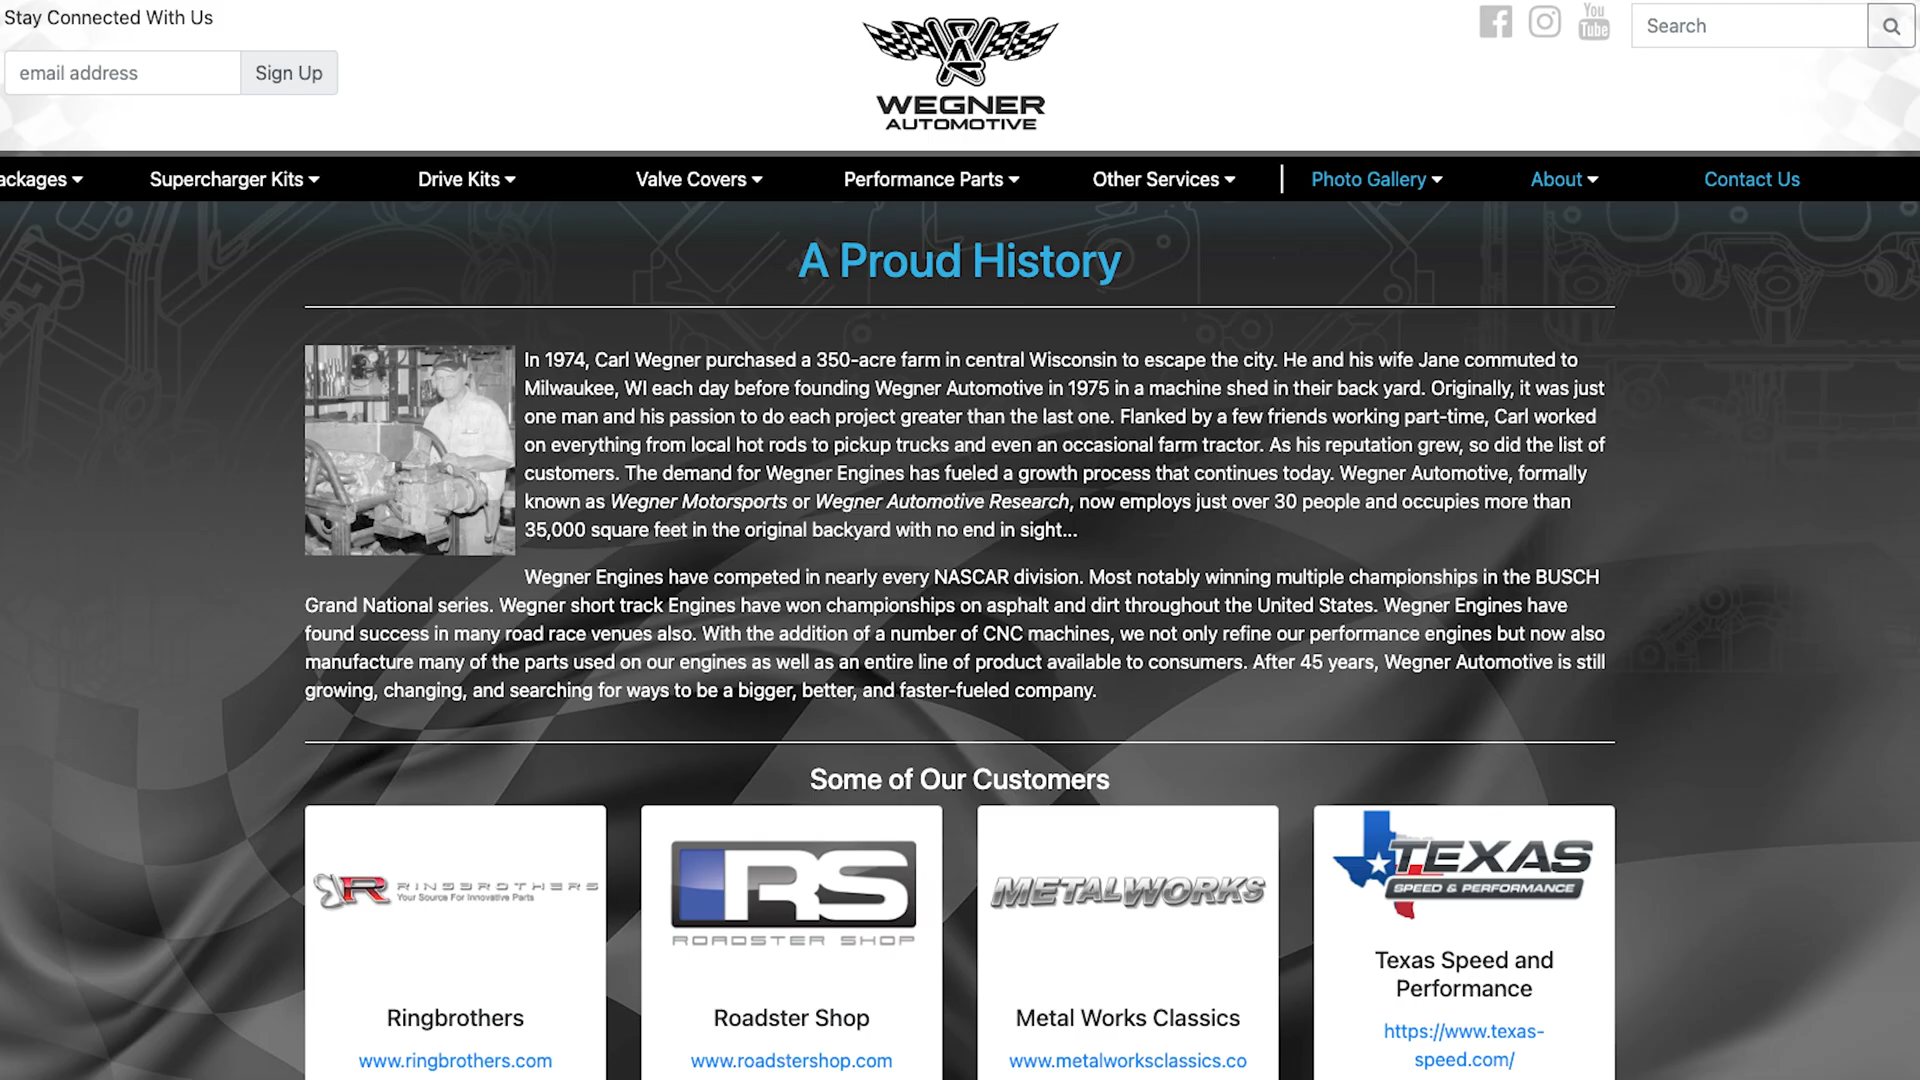 Stay Connected With Us
email address
Sign Up
WEGNER
AUTOMOTIVE
You
Tube
Search
ackages
Supercharger Kits
Drive Kits
Valve Covers
Performance Parts
Other Services
Photo Gallery
About
Contact Us
A Proud History
In 1974, Carl Wegner purchased a 350-acre farm in central Wisconsin to escape the city. He and his wife Jane commuted to
Milwaukee, WI each day before founding Wegner Automotive in 1975 in a machine shed in their back yard. Originally, it was just
one man and his passion to do each project greater than the last one. Flanked by a few friends working part-time, Carl worked
on everything from local hot rods to pickup trucks and even an occasional farm tractor. As his reputation grew, so did the list of
customers. The demand for Wegner Engines has fueled a growth process that continues today. Wegner Automotive, formally
known as Wegner Motorsports or Wegner Automotive Research, now employs just over 30 people and occupies more than
35,000 square feet in the original backyard with no end in sight...
Wegner Engines have competed in nearly every NASCAR division. Most notably winning multiple championships in the BUSCH
Grand National series. Wegner short track Engines have won championships on asphalt and dirt throughout the United States. Wegner Engines have
found success in many road race venues also. With the addition of a number of CNC machines, we not only refine our performance engines but now also
manufacture many of the parts used on our engines as well as an entire line of product available to consumers. After 45 years, Wegner Automotive is still
growing, changing, and searching for ways to be a bigger, better, and faster-fueled company.
Some of Our Customers
R RINGBROTHERS
Your Source For Innovative Parts
Ringbrothers
www.ringbrothers.com
RS
ROADSTER SHOP
Roadster Shop
www.roadstershop.com
METALWORKS
Metal Works Classics
www.metalworksclassics.co
TEXAS
SPEED & PERFORMANCE
Texas Speed and
Performance
https://www.texas-
speed.com/